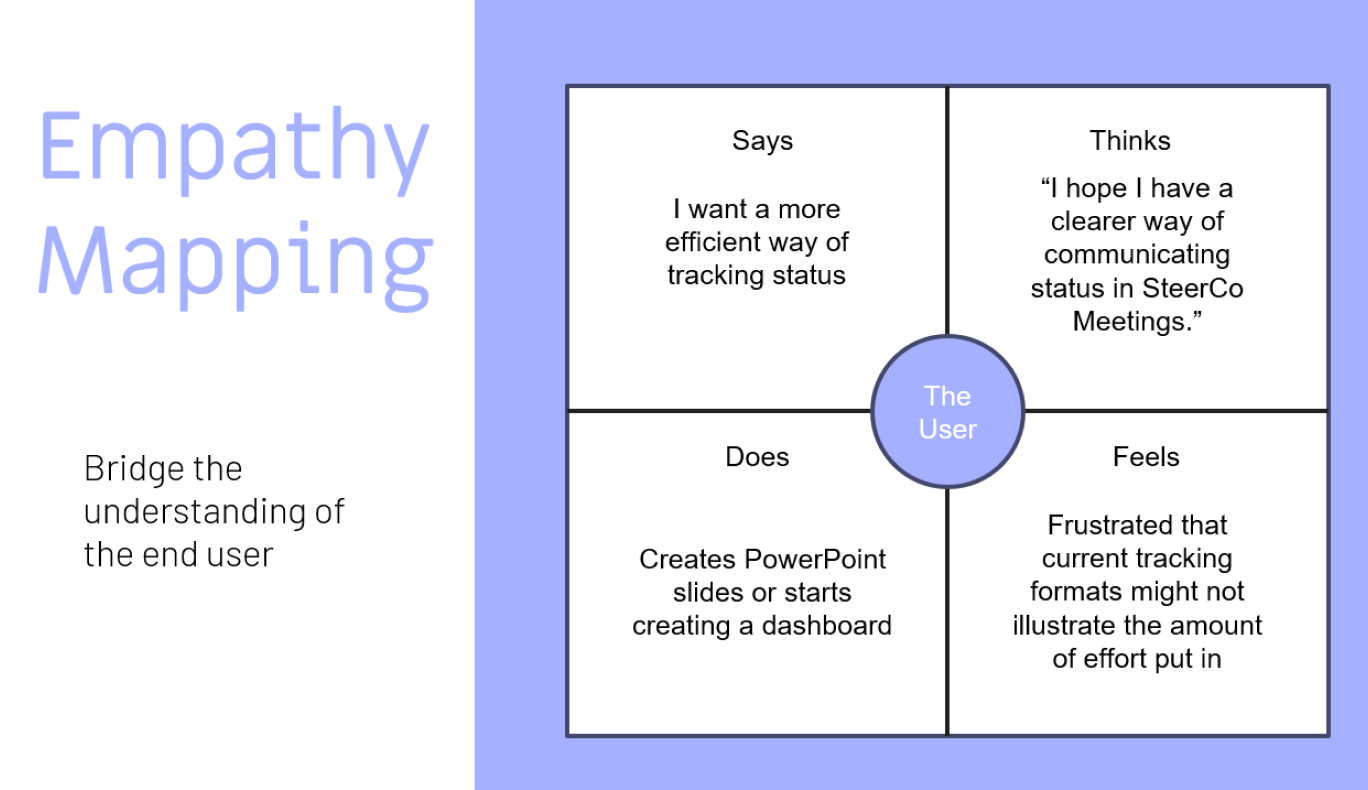 Empathy
Mapping
Bridge the
understanding of
the end user
Says
I want a more
efficient way of
tracking status
Thinks
“I hope I have a
clearer way of
communicating
status in SteerCo
Meetings.”
The
User
Does
Creates PowerPoint
slides or starts
creating a dashboard
Feels
Frustrated that
current tracking
formats might not
illustrate the amount
of effort put in